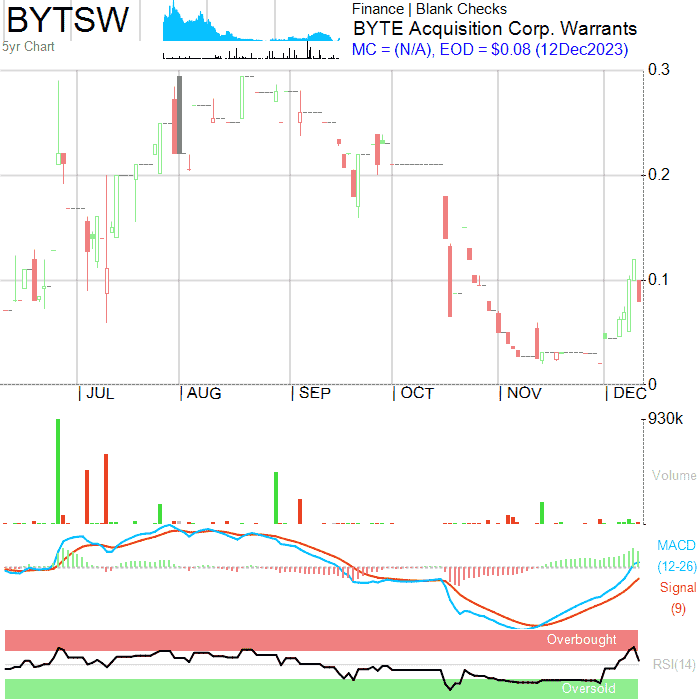 BYTSW
5yr Chart
Finance | Blank Checks
BYTE Acquisition Corp. Warrants
MC = (N/A), EOD = $0.08 (12Dec2023)
0.3
0.2
0.1
0
| JUL | AUG | SEP | OCT | NOV | DEC
930k
Volume
MACD
(12-26)
Signal
(9)
Overbought
RSI(14)
Oversold